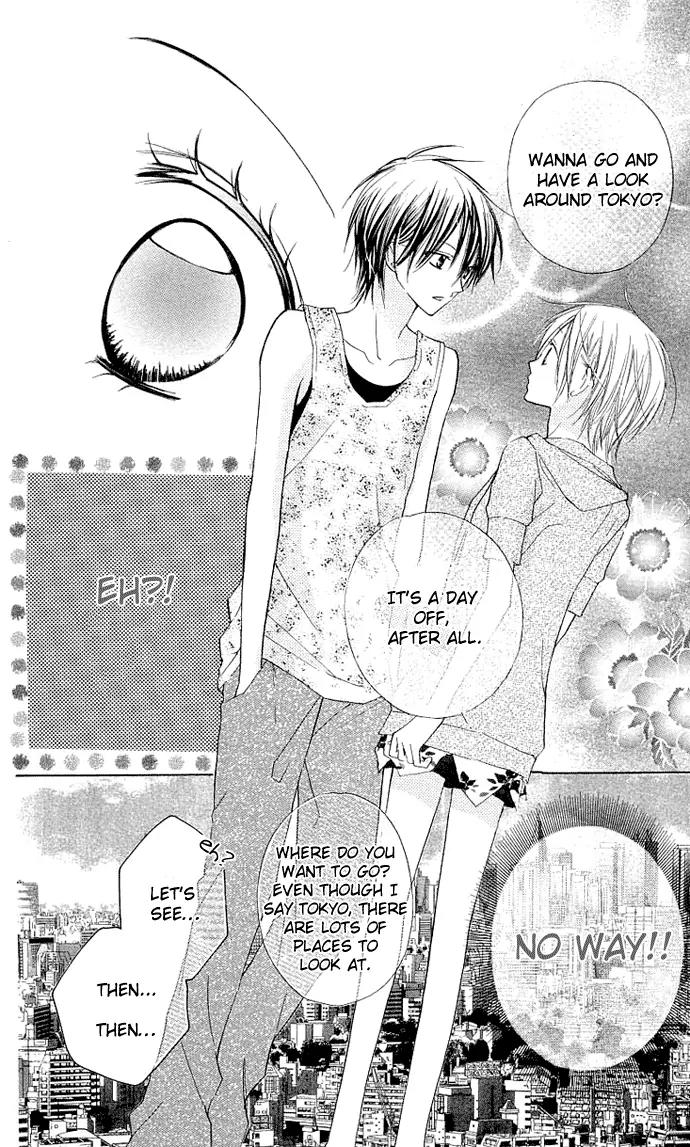 WANNA GO AND
HAVE A LOOK
AROUND TOKYO?
IT'S A DAY
OFF,
AFTER ALL.
EH?!
NO WAY!!
WHERE DO YOU
WANT TO GO?
EVEN THOUGH I
SAY TOKYO, THERE
ARE LOTS OF
PLACES TO
LOOK AT.
eh?
LET'S
SEE...
THEN...
THEN...